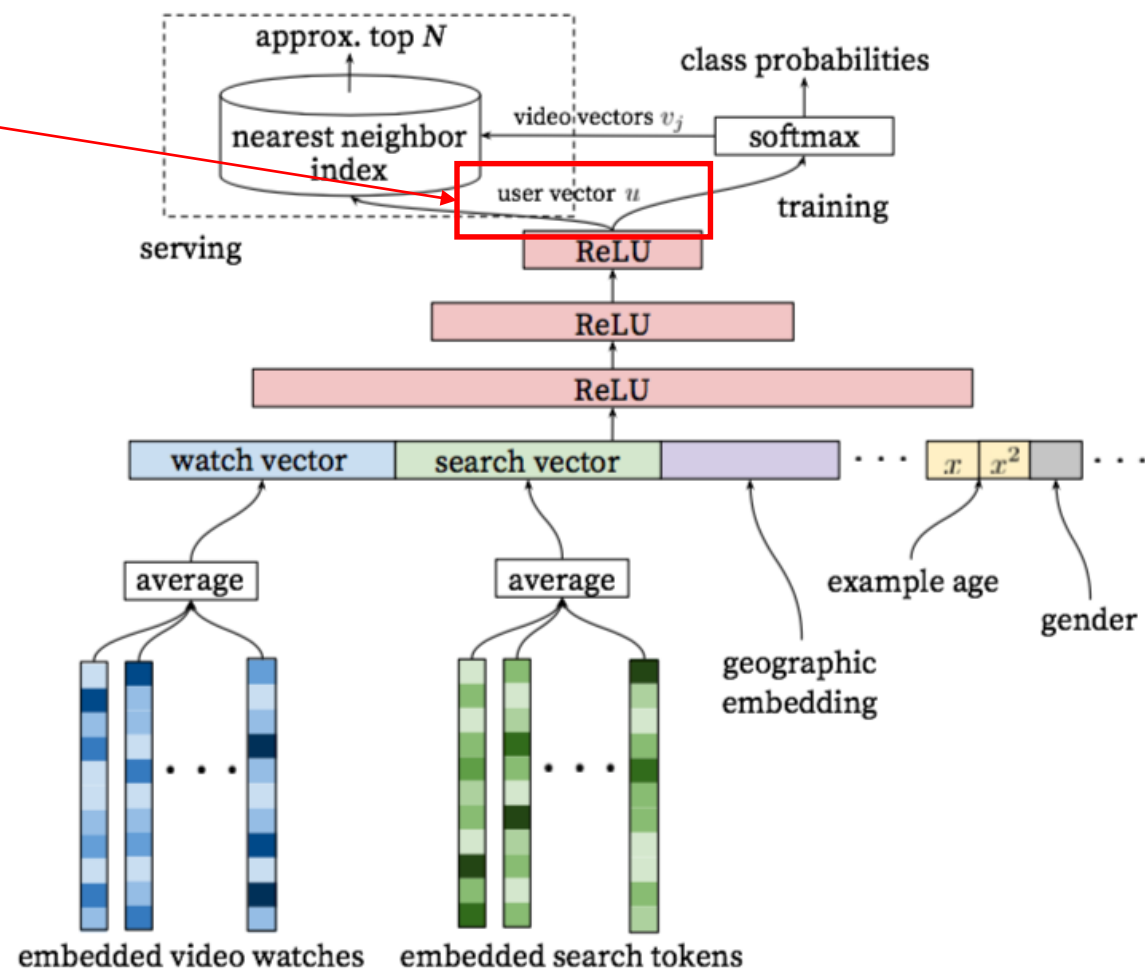 approx. top N
class probabilities
video vectors v_j
nearest neighbor
index
softmax
user vector u
training
serving
ReLU
ReLU
ReLU
watch vector
search vector
. . .
x
x²
. . .
average
average
example age
gender
geographic
embedding
. . .
. . .
embedded video watches
embedded search tokens